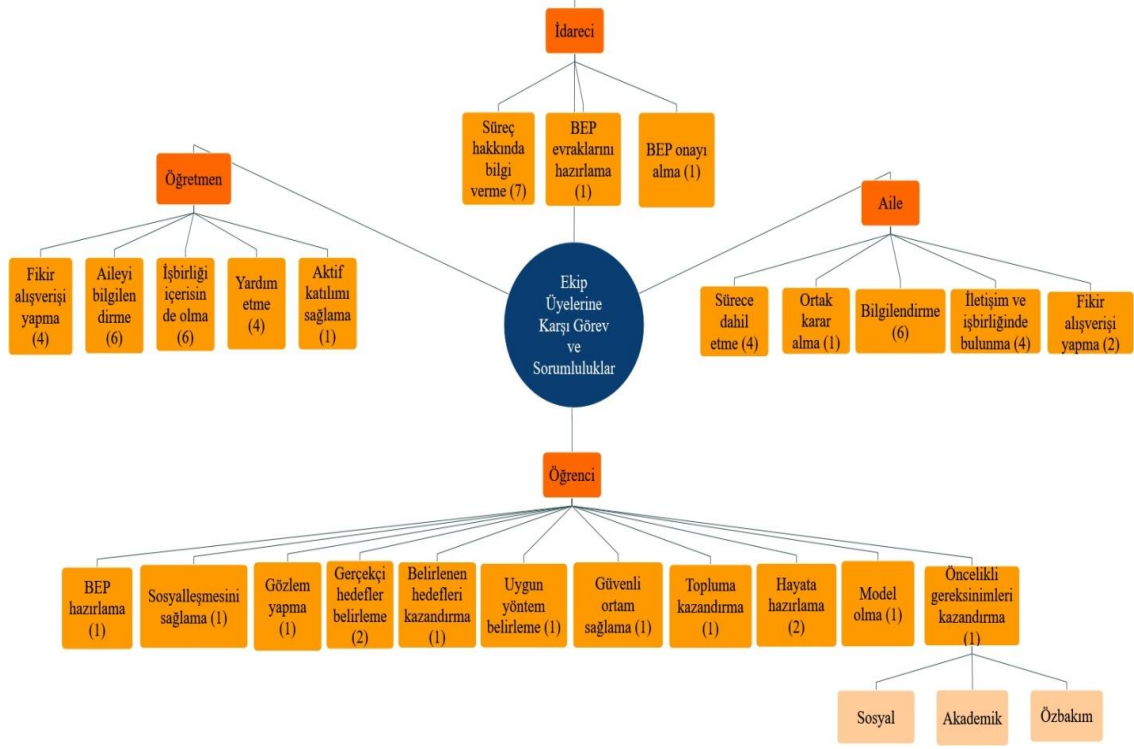 İdareci
Süreç
hakkında
bilgi
verme (7)
BEP
evraklarını
hazırlama
(1)
BEP onayı
alma (1)
Öğretmen
Fikir
alışverişi
yapma
(4)
Aileyi
bilgilen
dirme
(6)
İşbirliği
içerisin
de olma
(6)
Yardım
etme
(4)
Aktif
katılımı
sağlama
(1)
Aile
Sürece
dahil
etme (4)
Ortak
karar
alma (1)
Bilgilendirme
(6)
İletişim ve
işbirliğinde
bulunma (4)
Fikir
alışverişi
yapma (2)
Ekip
Üyelerine
Karşı Görev
ve
Sorumluluklar
Öğrenci
BEP
hazırlama
(1)
Sosyalleşmesini
sağlama (1)
Gözlem
yapma
(1)
Gerçekçi
hedefler
belirleme
(2)
Belirlenen
hedefleri
kazandırma
(1)
Uygun
yöntem
belirleme (1)
Güvenli
ortam
sağlama (1)
Topluma
kazandırma
(1)
Hayata
hazırlama
(2)
Model
olma (1)
Öncelikli
gereksinimleri
kazandırma
(1)
Sosyal
Akademik
Özbakım